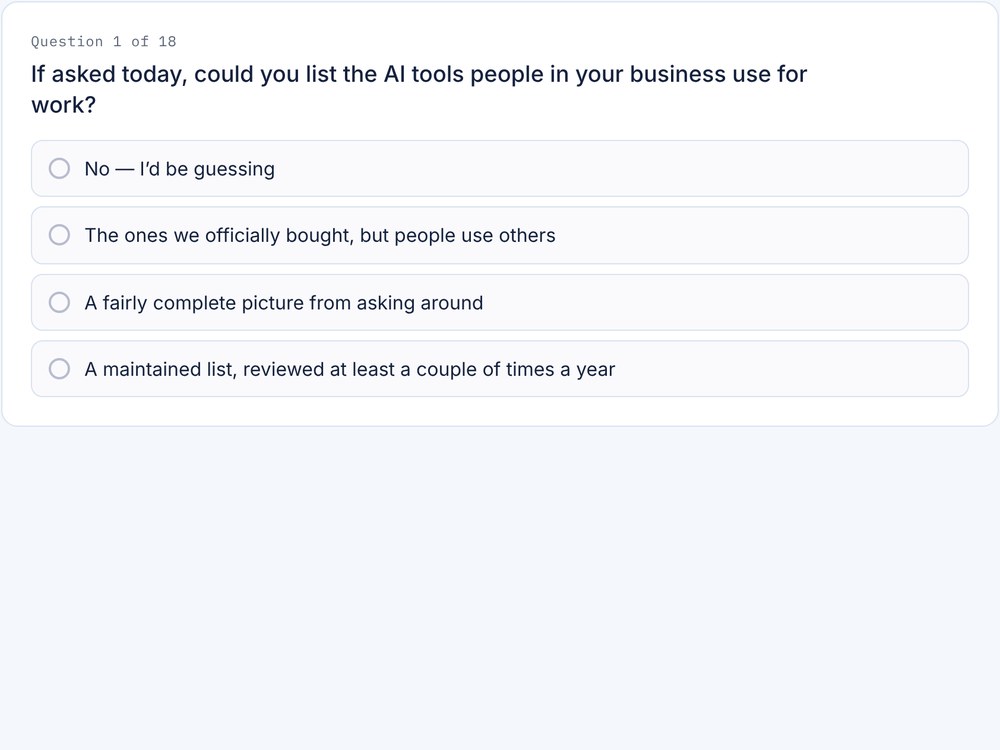 Question 1 of 18
If asked today, could you list the AI tools people in your business use for
work?
No — I’d be guessing
The ones we officially bought, but people use others
A fairly complete picture from asking around
A maintained list, reviewed at least a couple of times a year